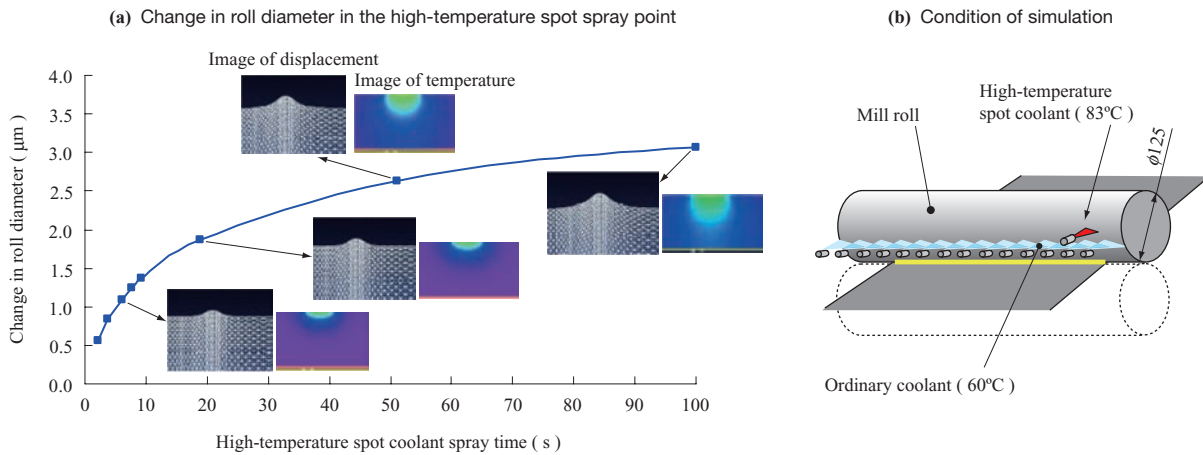 (a) Change in roll diameter in the high-temperature spot spray point
Image of displacement
Image of temperature
4.0
3.5
3.0
2.5
2.0
1.5
1.0
0.5
0.0
Change in roll diameter ( μm )
0 10 20 30 40 50 60 70 80 90 100
High-temperature spot coolant spray time ( s )
(b) Condition of simulation
High-temperature
spot coolant ( 83ºC )
Mill roll
ϕ125
Ordinary coolant ( 60ºC )